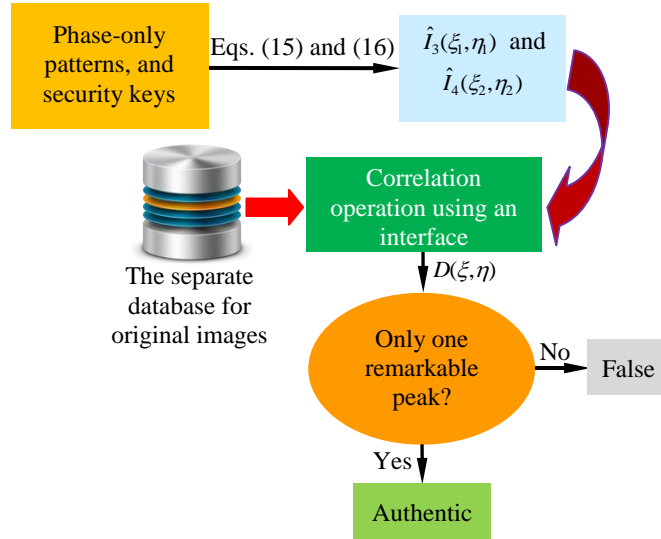 Phase-only
patterns, and
security keys
Eqs. (15) and (16)
Î₃(ξ₁,η₁) and
Î₄(ξ₂,η₂)
Correlation
operation using an
interface
The separate
database for
original images
D(ξ,η)
Only one
remarkable
peak?
No
False
Yes
Authentic